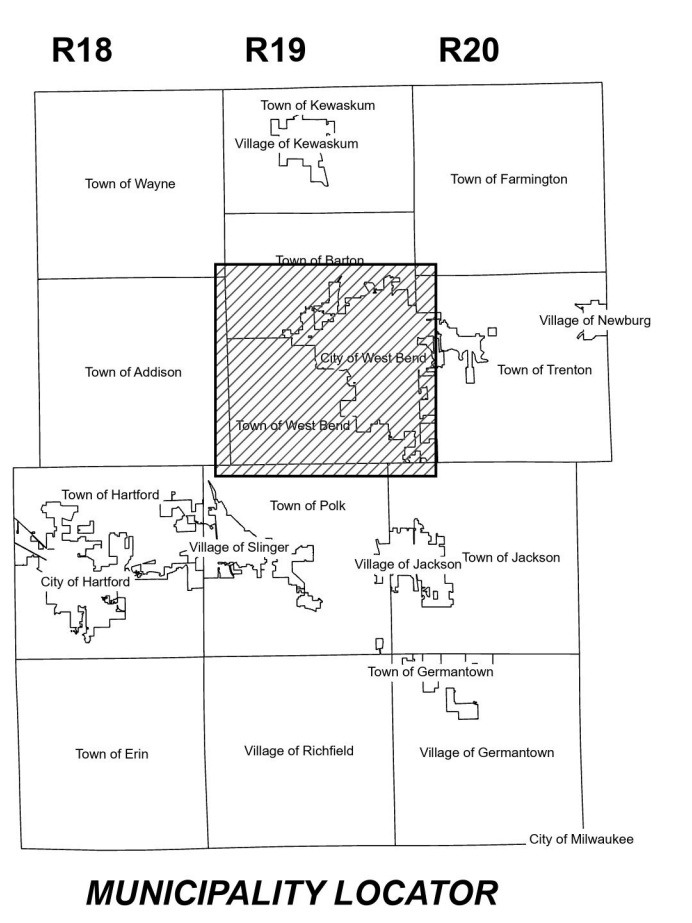 R18 R19 R20
Town of Kewaskum
Village of Kewaskum
Town of Wayne
Town of Farmington
Town of Barton
Village of Newburg
City of West Bend
Town of Addison
Town of Trenton
Town of West Bend
Town of Hartford
Town of Polk
Village of Slinger
Town of Jackson
Village of Jackson
City of Hartford
Town of Germantown
Town of Erin
Village of Richfield
Village of Germantown
City of Milwaukee
MUNICIPALITY LOCATOR